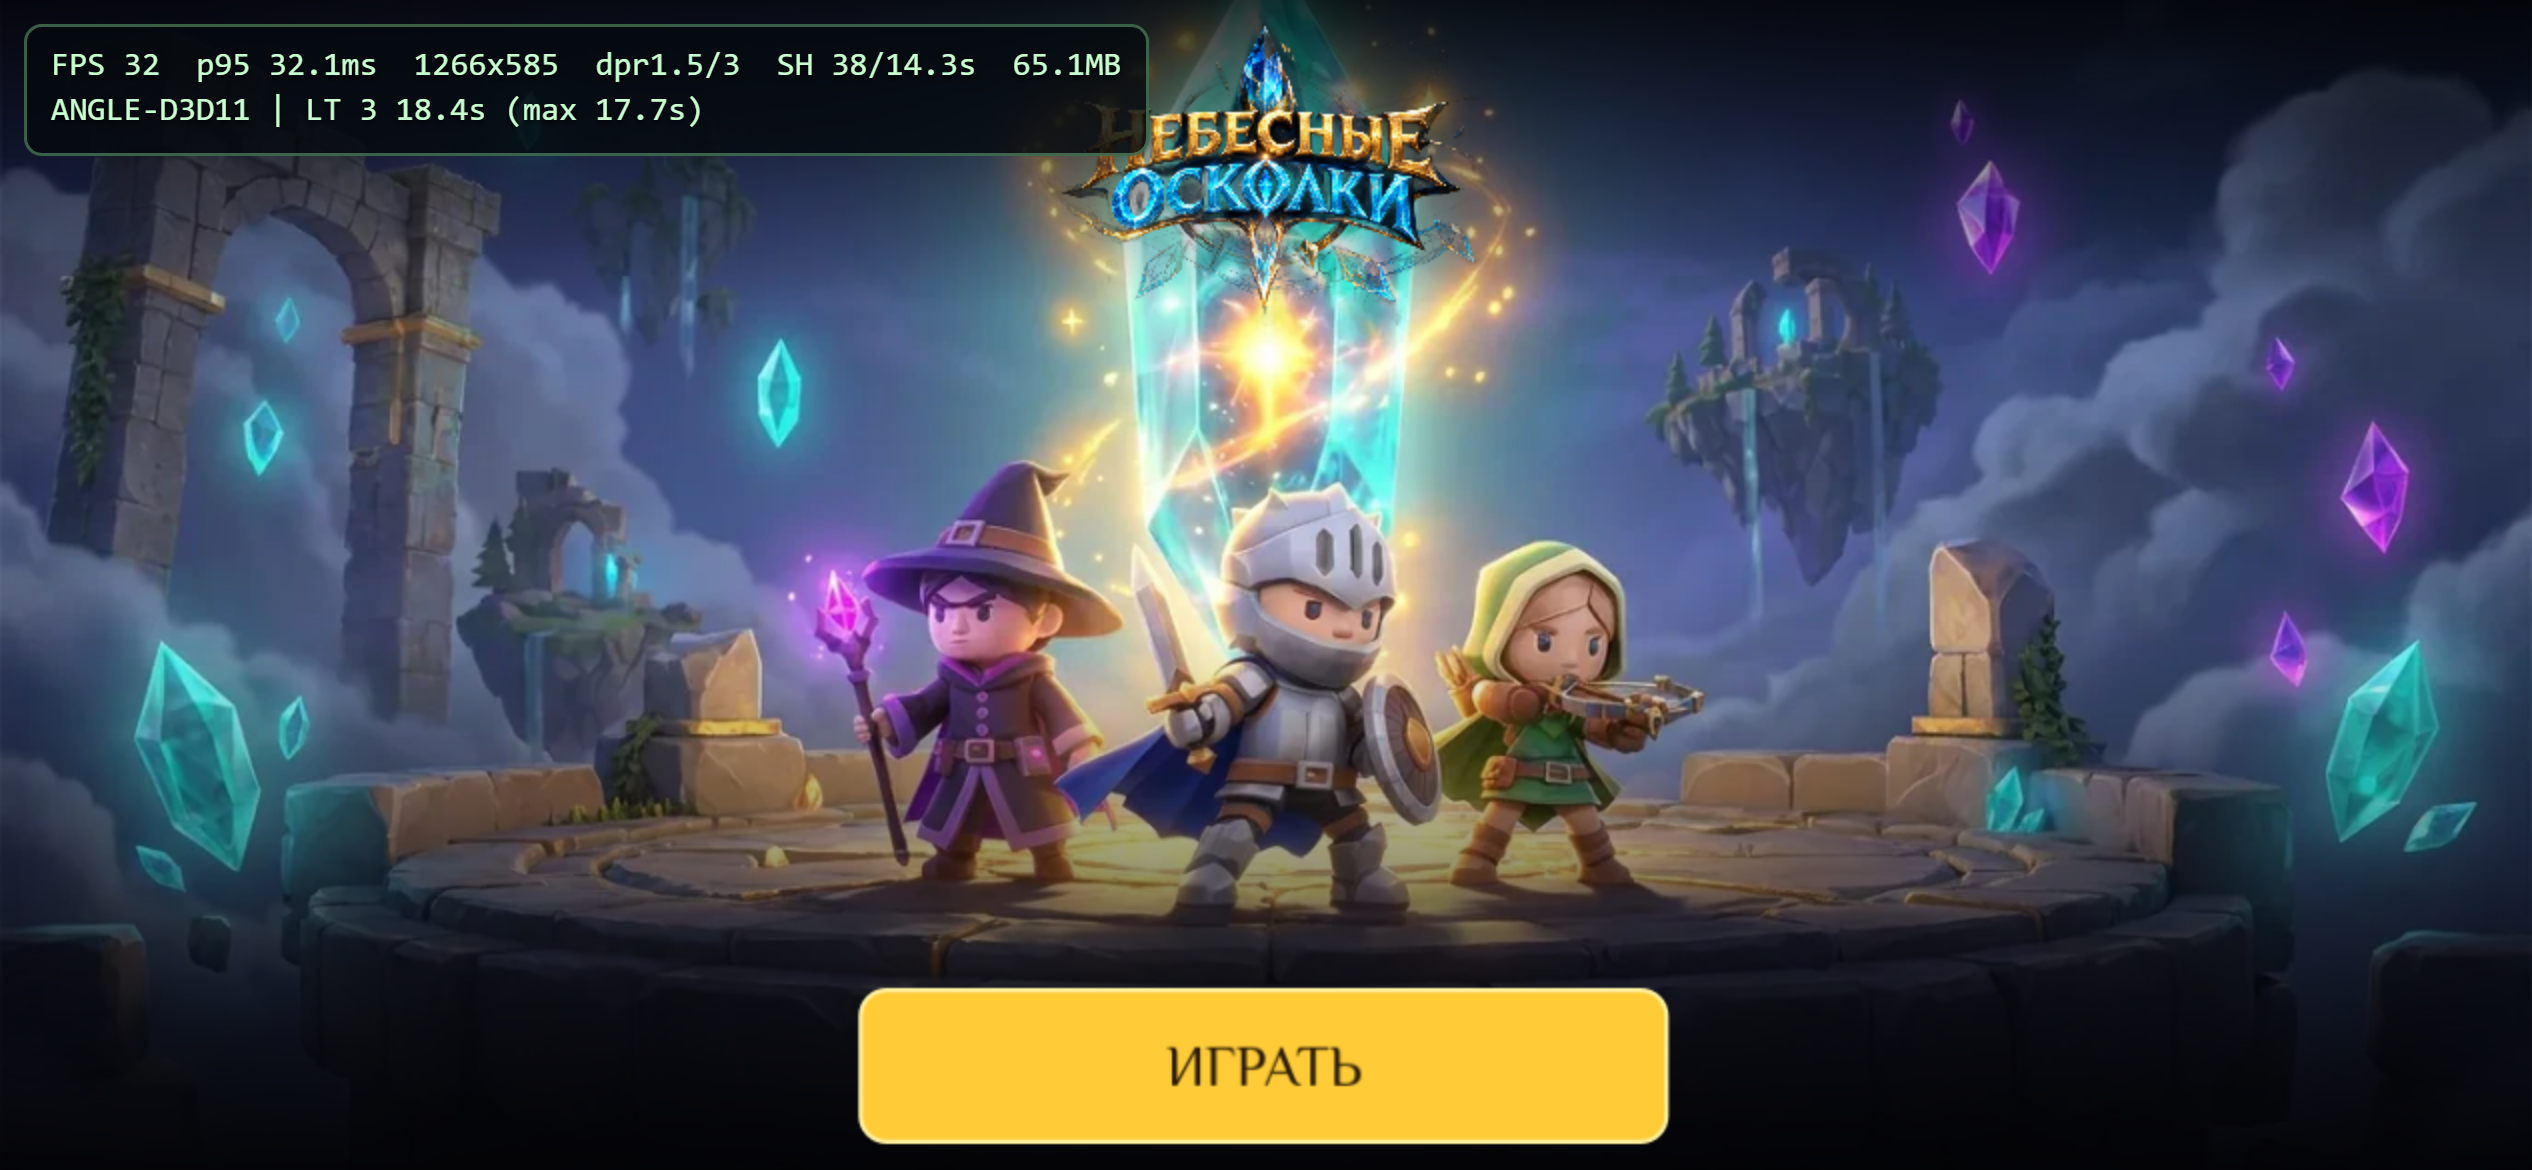 FPS 32 p95 32.1ms 1266x585 dpr1.5/3 SH 38/14.3s 65.1MB
ANGLE-D3D11 | LT 3 18.4s (max 17.7s)
НЕБЕСНЫЕ
ОСКОЛКИ
ИГРАТЬ